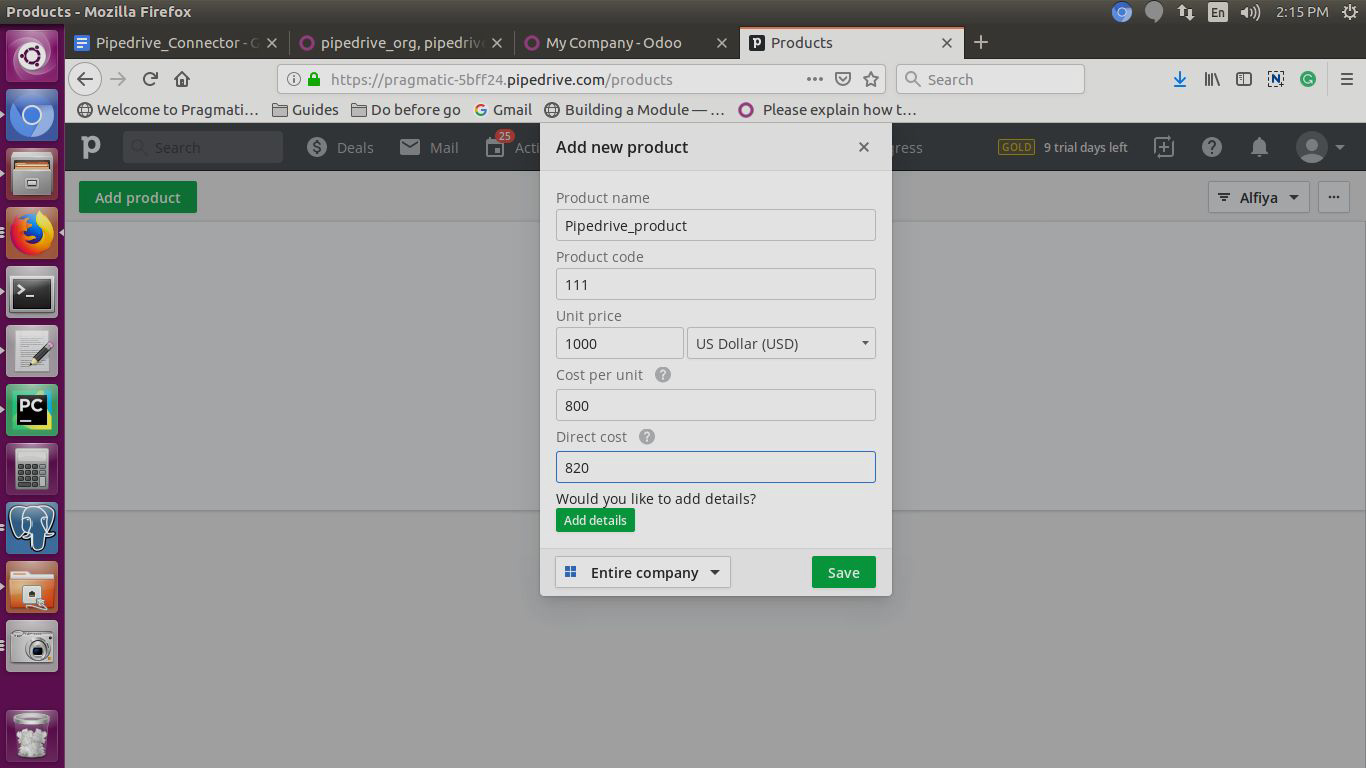 Products - Mozilla Firefox
En
2:15 PM
Pipedrive_Connector - G
pipedrive_org, pipedrive
My Company - Odoo
Products
https://pragmatic-5bff24.pipedrive.com/products
Search
Welcome to Pragmati…
Guides
Do before go
Gmail
Building a Module — …
Please explain how t…
Search
Deals
Mail
25
Acti
gress
GOLD
9 trial days left
Add product
Alfiya
Add new product
Product name
Pipedrive_product
Product code
111
Unit price
1000
US Dollar (USD)
Cost per unit
800
Direct cost
820
Would you like to add details?
Add details
Entire company
Save
PC